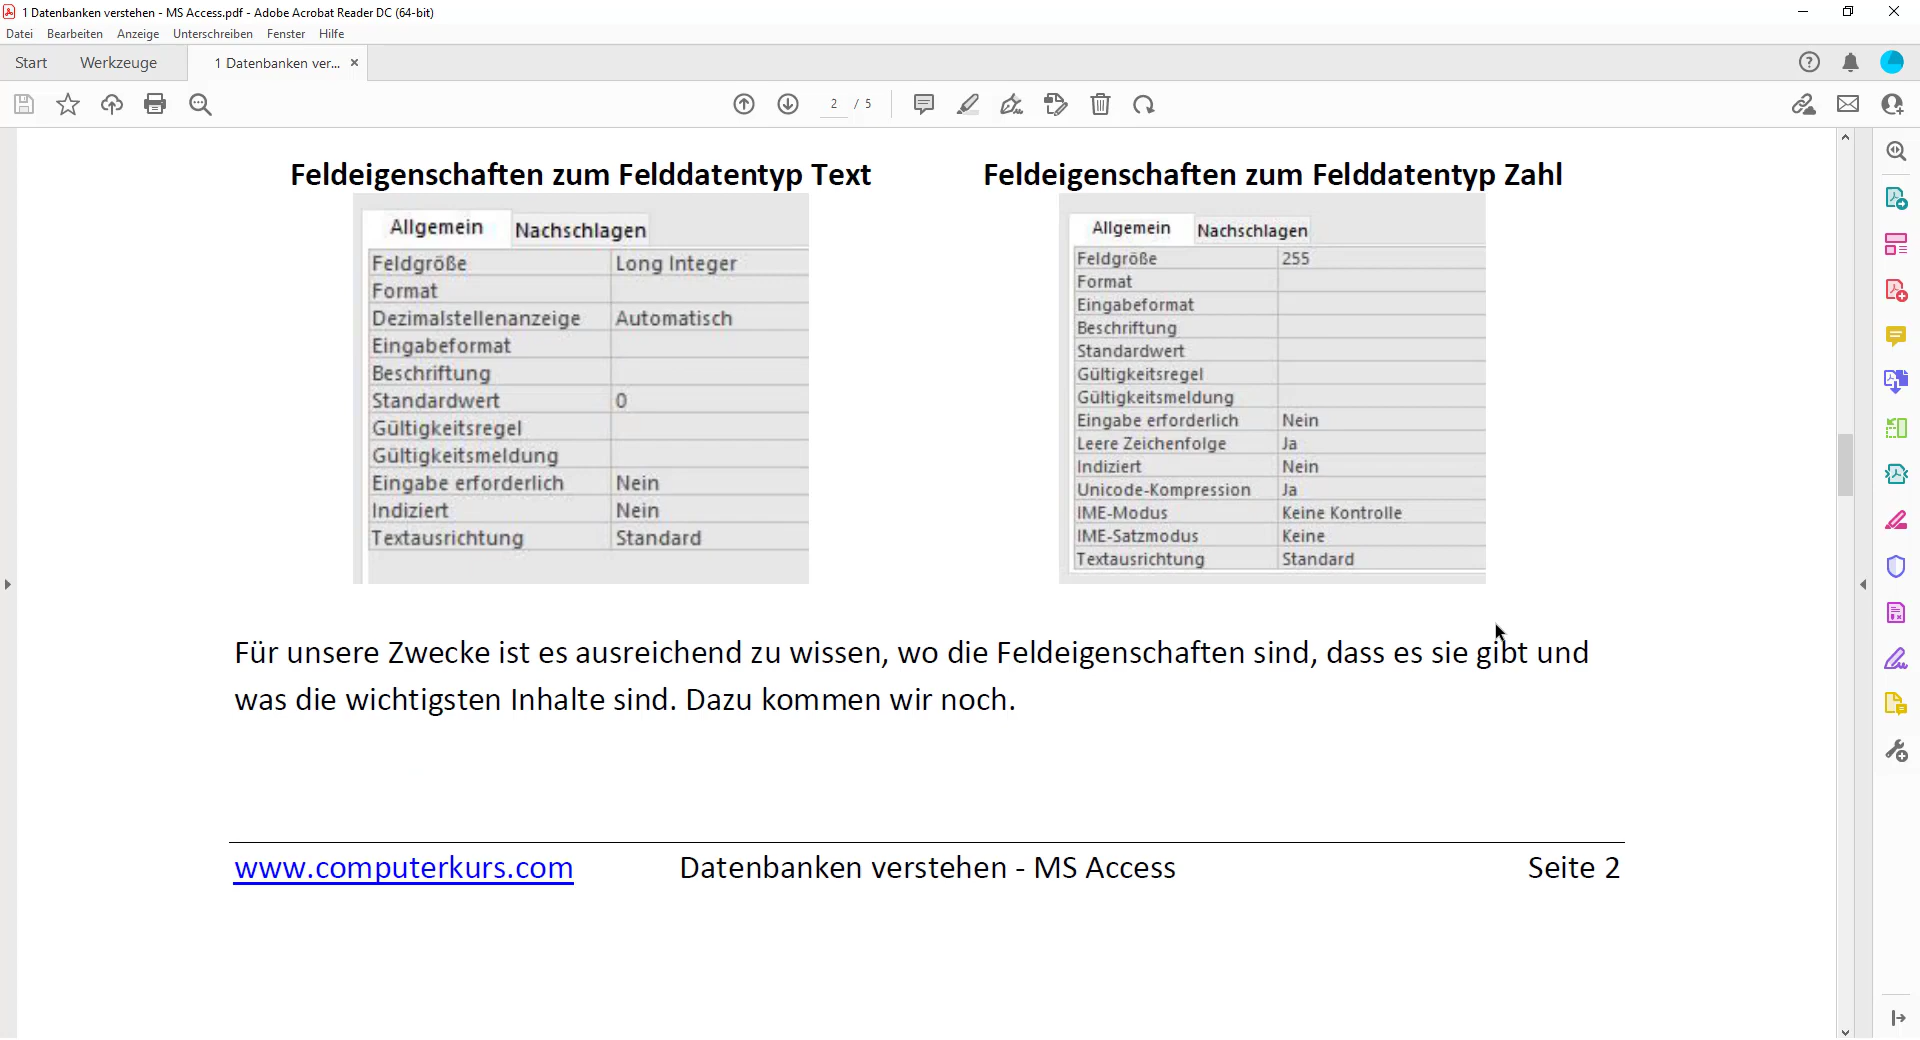 1 Datenbanken verstehen - MS Access.pdf - Adobe Acrobat Reader DC (64-bit)
Datei Bearbeiten Anzeige Unterschreiben Fenster Hilfe
Start Werkzeuge 1 Datenbanken ver... ×
2 / 5
Feldeigenschaften zum Felddatentyp Text
Allgemein Nachschlagen
Feldgröße Long Integer
Format
Dezimalstellenanzeige Automatisch
Eingabeformat
Beschriftung
Standardwert 0
Gültigkeitsregel
Gültigkeitsmeldung
Eingabe erforderlich Nein
Indiziert Nein
Textausrichtung Standard
Feldeigenschaften zum Felddatentyp Zahl
Allgemein Nachschlagen
Feldgröße 255
Format
Eingabeformat
Beschriftung
Standardwert
Gültigkeitsregel
Gültigkeitsmeldung
Eingabe erforderlich Nein
Leere Zeichenfolge Ja
Indiziert Nein
Unicode-Kompression Ja
IME-Modus Keine Kontrolle
IME-Satzmodus Keine
Textausrichtung Standard
Für unsere Zwecke ist es ausreichend zu wissen, wo die Feldeigenschaften sind, dass es sie gibt und
was die wichtigsten Inhalte sind. Dazu kommen wir noch.
www.computerkurs.com Datenbanken verstehen - MS Access Seite 2